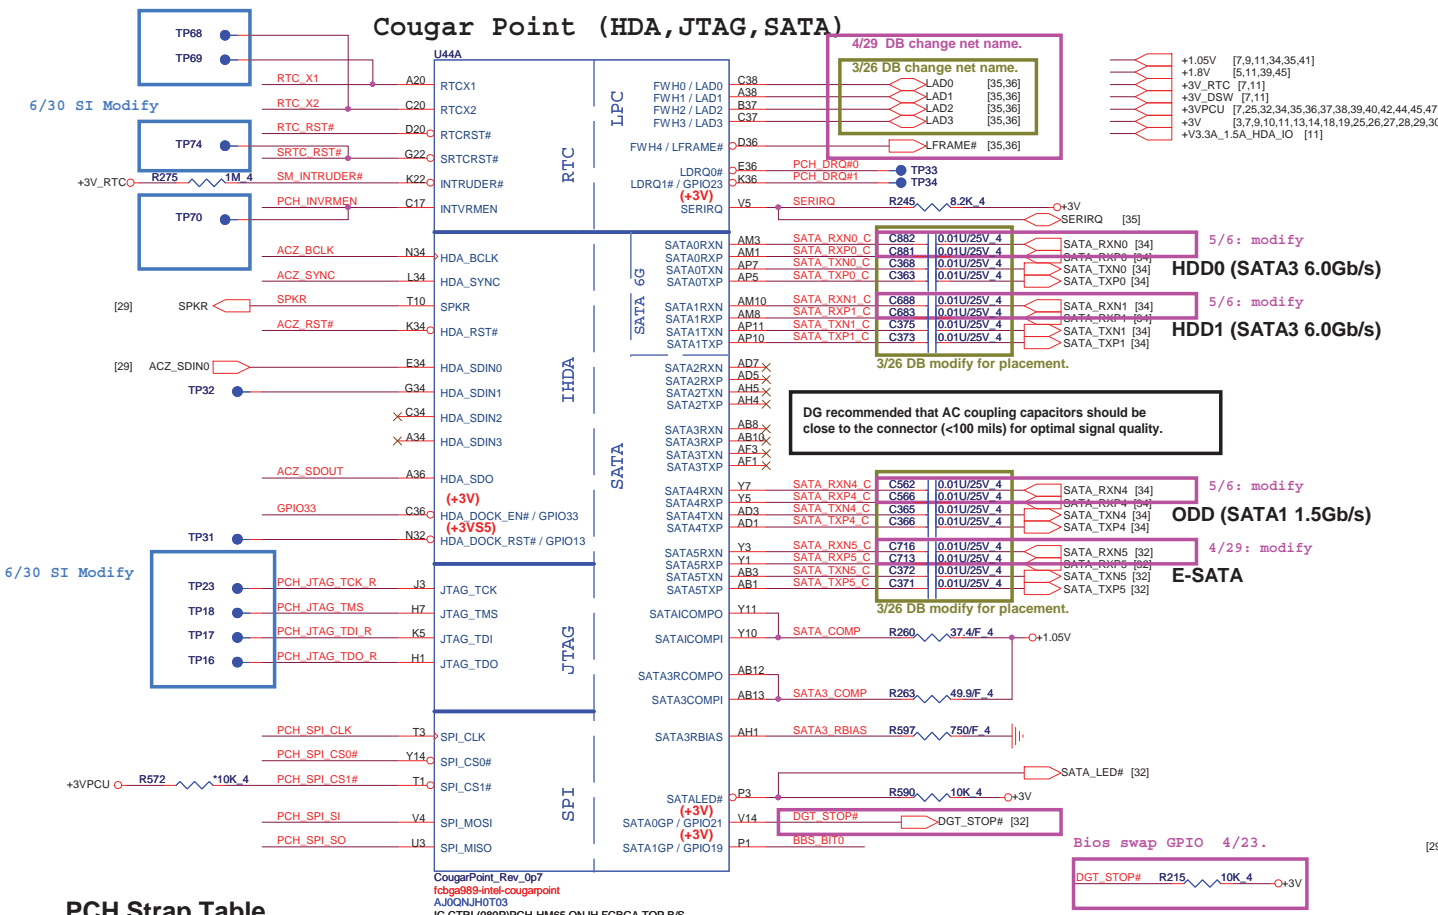 Cougar Point (HDA,JTAG,SATA)
U44A
TP68
TP69
6/30 SI Modify
TP74
+3V_RTC
R275
1M_4
TP70
RTC_X1 A20 RTCX1
RTC_X2 C20 RTCX2
RTC_RST# D20 RTCRST#
SRTC_RST# G22 SRTCRST#
SM_INTRUDER# K22 INTRUDER#
PCH_INVRMEN C17 INTVRMEN
RTC
LPC
ACZ_BCLK N34 HDA_BCLK
ACZ_SYNC L34 HDA_SYNC
[29] SPKR SPKR T10 SPKR
ACZ_RST# K34 HDA_RST#
[29] ACZ_SDIN0 E34 HDA_SDIN0
TP32 G34 HDA_SDIN1
C34 HDA_SDIN2
A34 HDA_SDIN3
ACZ_SDOUT A36 HDA_SDO
(+3V)
GPIO33 C36 HDA_DOCK_EN# / GPIO33
(+3VS5)
TP31 N32 HDA_DOCK_RST# / GPIO13
IHDA
SATA 6G
SATA
6/30 SI Modify
TP23 PCH_JTAG_TCK_R J3 JTAG_TCK
TP18 PCH_JTAG_TMS H7 JTAG_TMS
TP17 PCH_JTAG_TDI_R K5 JTAG_TDI
TP16 PCH_JTAG_TDO_R H1 JTAG_TDO
JTAG
PCH_SPI_CLK T3 SPI_CLK
PCH_SPI_CS0# Y14 SPI_CS0#
+3VPCU R572 *10K_4 PCH_SPI_CS1# T1 SPI_CS1#
PCH_SPI_SI V4 SPI_MOSI
PCH_SPI_SO U3 SPI_MISO
SPI
CougarPoint_Rev_0p7
fcbga989-intel-cougarpoint
AJ0QNJH0T03
IC CTRL(989P)PCH-HM65 QNJH FCBGA TOP B/S
PCH Strap Table
4/29 DB change net name.
3/26 DB change net name.
FWH0 / LAD0 C38 LAD0 [35,36]
FWH1 / LAD1 A38 LAD1 [35,36]
FWH2 / LAD2 B37 LAD2 [35,36]
FWH3 / LAD3 C37 LAD3 [35,36]
FWH4 / LFRAME# D36 LFRAME# [35,36]
LDRQ0# E36 PCH_DRQ#0 TP33
LDRQ1# / GPIO23 K36 PCH_DRQ#1 TP34
(+3V)
SERIRQ V5 SERIRQ R245 8.2K_4 +3V
SERIRQ [35]
SATA0RXN AM3 SATA_RXN0_C C882 0.01U/25V_4 SATA_RXN0 [34]
SATA0RXP AM1 SATA_RXP0_C C881 0.01U/25V_4 SATA_RXP0 [34]
SATA0TXN AP7 SATA_TXN0_C C368 0.01U/25V_4 SATA_TXN0 [34]
SATA0TXP AP5 SATA_TXP0_C C363 0.01U/25V_4 SATA_TXP0 [34]
5/6: modify
HDD0 (SATA3 6.0Gb/s)
SATA1RXN AM10 SATA_RXN1_C C688 0.01U/25V_4 SATA_RXN1 [34]
SATA1RXP AM8 SATA_RXP1_C C683 0.01U/25V_4 SATA_RXP1 [34]
SATA1TXN AP11 SATA_TXN1_C C375 0.01U/25V_4 SATA_TXN1 [34]
SATA1TXP AP10 SATA_TXP1_C C373 0.01U/25V_4 SATA_TXP1 [34]
5/6: modify
HDD1 (SATA3 6.0Gb/s)
3/26 DB modify for placement.
SATA2RXN AD7
SATA2RXP AD5
SATA2TXN AH5
SATA2TXP AH4
SATA3RXN AB8
SATA3RXP AB10
SATA3TXN AF3
SATA3TXP AF1
DG recommended that AC coupling capacitors should be
close to the connector (<100 mils) for optimal signal quality.
SATA4RXN Y7 SATA_RXN4_C C562 0.01U/25V_4 SATA_RXN4 [34]
SATA4RXP Y5 SATA_RXP4_C C566 0.01U/25V_4 SATA_RXP4 [34]
SATA4TXN AD3 SATA_TXN4_C C365 0.01U/25V_4 SATA_TXN4 [34]
SATA4TXP AD1 SATA_TXP4_C C366 0.01U/25V_4 SATA_TXP4 [34]
5/6: modify
ODD (SATA1 1.5Gb/s)
SATA5RXN Y3 SATA_RXN5_C C716 0.01U/25V_4 SATA_RXN5 [32]
SATA5RXP Y1 SATA_RXP5_C C713 0.01U/25V_4 SATA_RXP5 [32]
SATA5TXN AB3 SATA_TXN5_C C372 0.01U/25V_4 SATA_TXN5 [32]
SATA5TXP AB1 SATA_TXP5_C C371 0.01U/25V_4 SATA_TXP5 [32]
4/29: modify
E-SATA
3/26 DB modify for placement.
SATAICOMPO Y11
SATAICOMPI Y10 SATA_COMP R260 37.4/F_4 +1.05V
SATA3RCOMPO AB12
SATA3COMPI AB13 SATA3_COMP R263 49.9/F_4
SATA3RBIAS AH1 SATA3_RBIAS R597 750/F_4
SATA_LED# [32]
SATALED# P3 R590 10K_4 +3V
(+3V)
SATA0GP / GPIO21 V14 DGT_STOP# DGT_STOP# [32]
(+3V)
SATA1GP / GPIO19 P1 BBS_BIT0
Bios swap GPIO 4/23.
DGT_STOP# R215 10K_4 +3V
+1.05V [7,9,11,34,35,41]
+1.8V [5,11,39,45]
+3V_RTC [7,11]
+3V_DSW [7,11]
+3VPCU [7,25,32,34,35,36,37,38,39,40,42,44,45,47
+3V [3,7,9,10,11,13,14,18,19,25,26,27,28,29,30
+V3.3A_1.5A_HDA_IO [11]
[29